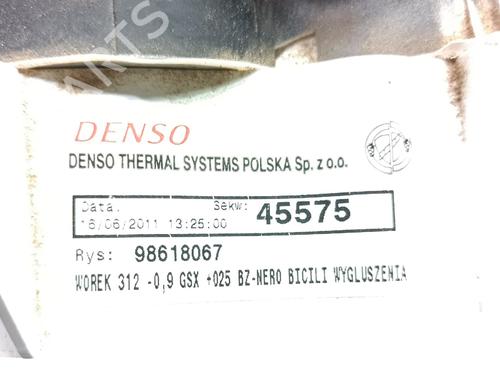 PARTS
DENSO
DENSO THERMAL SYSTEMS POLSKA Sp. z o.o.
Data. Sekw: 45575
16/06/2011 13:25:00
Rys: 98618067
WOREK 312 -0,9 GSX +025 BZ-NERO BICILI WYGLUSZENIA